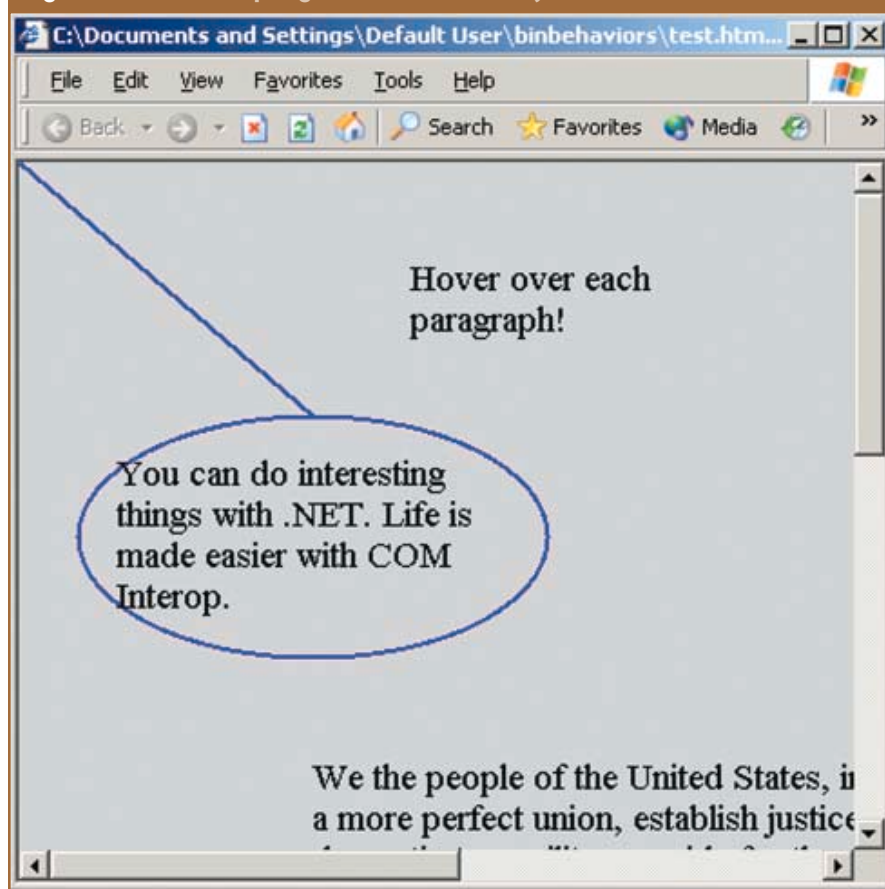 C:\Documents and Settings\Default User\binbehaviors\test.htm...
File Edit View Favorites Tools Help
Back Search Favorites Media »
Hover over each
paragraph!
You can do interesting
things with .NET. Life is
made easier with COM
Interop.
We the people of the United States,
a more perfect union, establish justice